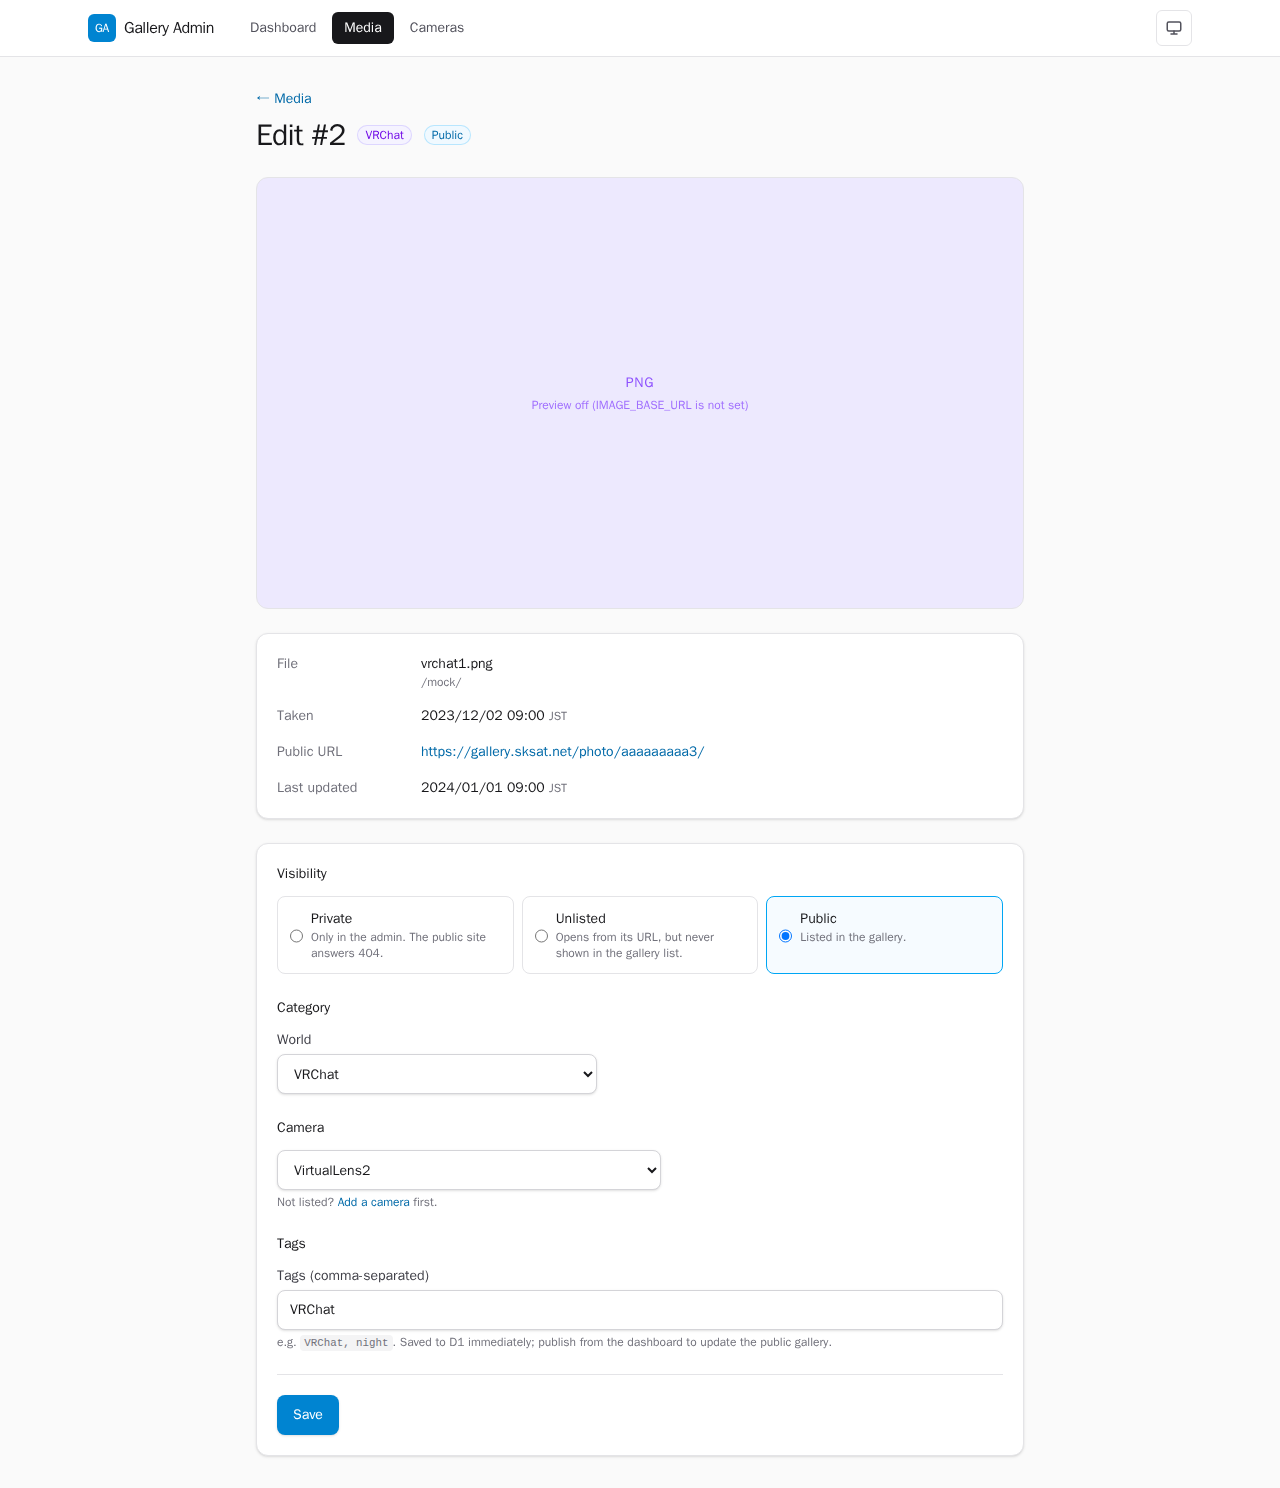 GA Gallery Admin Dashboard Media Cameras
← Media
Edit #2 VRChat Public
PNG
Preview off (IMAGE_BASE_URL is not set)
File vrchat1.png
/mock/
Taken 2023/12/02 09:00 JST
Public URL https://gallery.sksat.net/photo/aaaaaaaaa3/
Last updated 2024/01/01 09:00 JST
Visibility
Private
Only in the admin. The public site
answers 404.
Unlisted
Opens from its URL, but never
shown in the gallery list.
Public
Listed in the gallery.
Category
World
VRChat
Camera
VirtualLens2
Not listed? Add a camera first.
Tags
Tags (comma-separated)
VRChat
e.g. VRChat, night. Saved to D1 immediately; publish from the dashboard to update the public gallery.
Save